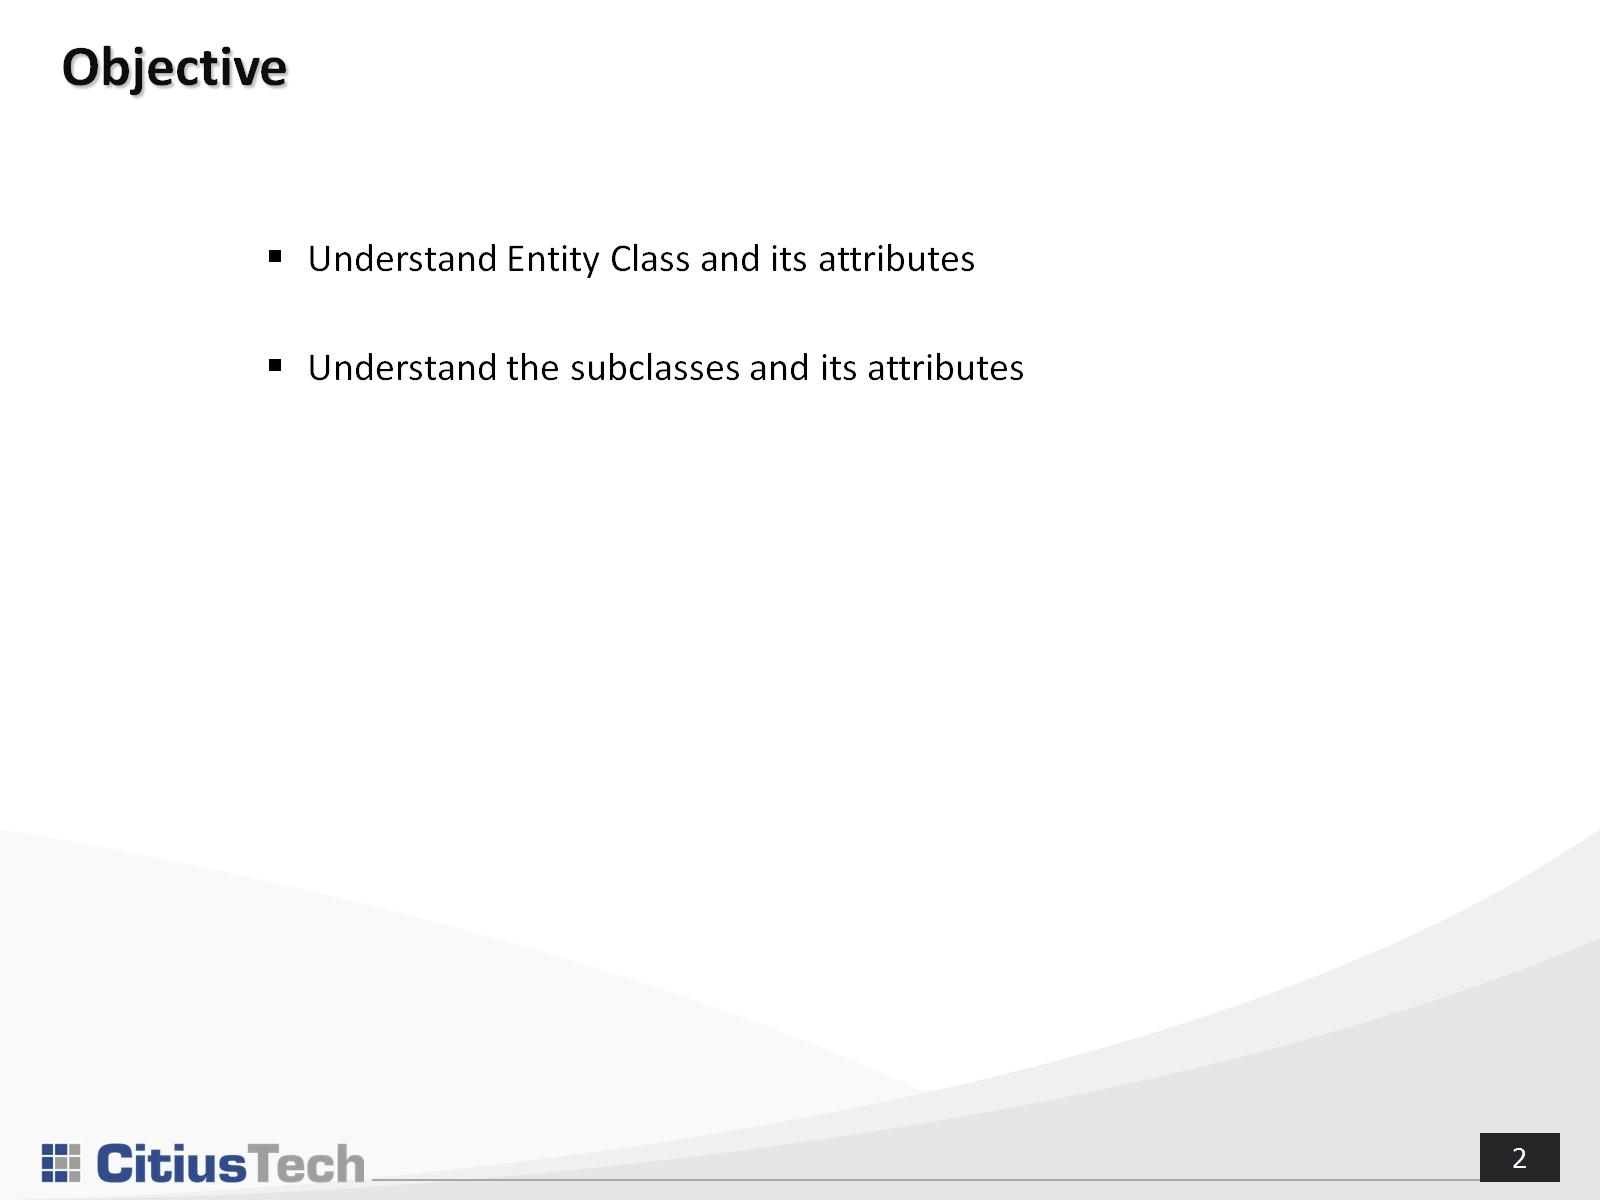 Objective
▪ Understand Entity Class and its attributes
▪ Understand the subclasses and its attributes
CitiusTech
2